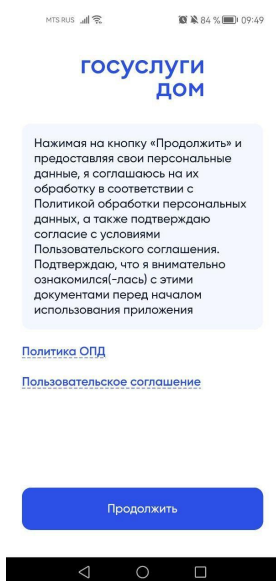 MTS RUS 84 % 09:49
госуслуги
дом
Нажимая на кнопку «Продолжить» и
предоставляя свои персональные
данные, я соглашаюсь на их
обработку в соответствии с
Политикой обработки персональных
данных, а также подтверждаю
согласие с условиями
Пользовательского соглашения.
Подтверждаю, что я внимательно
ознакомился(-лась) с этими
документами перед началом
использования приложения
Политика ОПД
Пользовательское соглашение
Продолжить